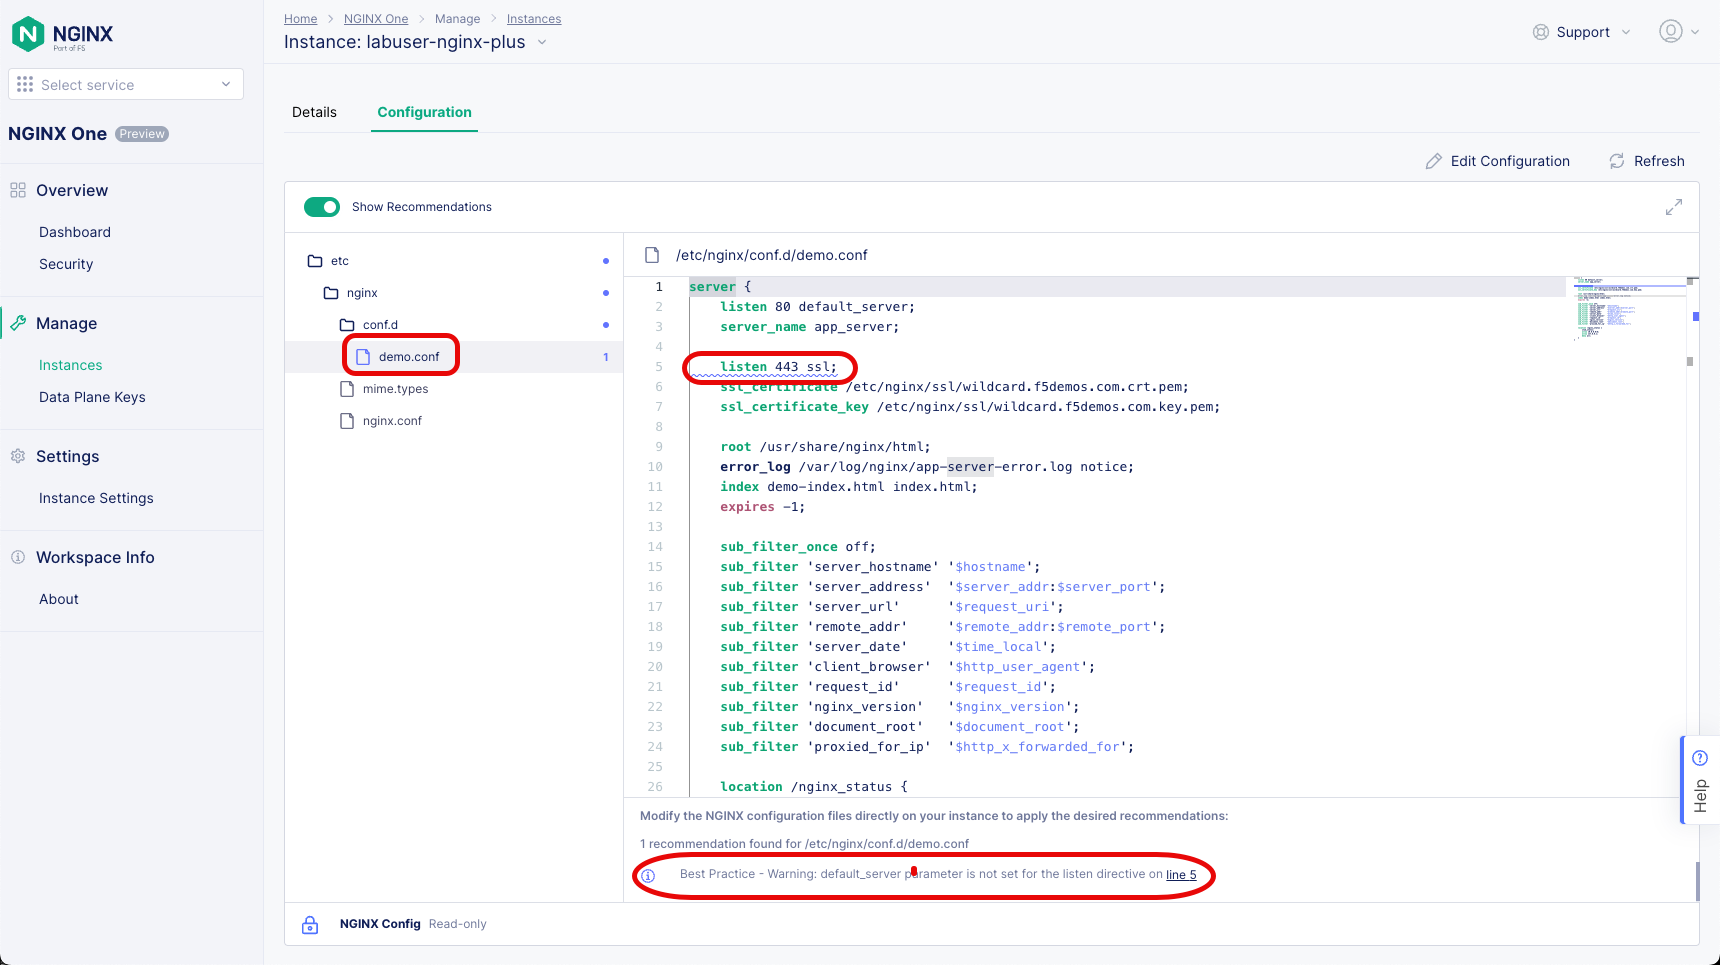 NGINX
Part of F5
Select service
NGINX One Preview
Overview
Dashboard
Security
Manage
Instances
Data Plane Keys
Settings
Instance Settings
Workspace Info
About
Home > NGINX One > Manage > Instances
Instance: labuser-nginx-plus
Support
Details
Configuration
Edit Configuration
Refresh
Show Recommendations
etc
nginx
conf.d
demo.conf 1
mime.types
nginx.conf
/etc/nginx/conf.d/demo.conf
1 server {
2 listen 80 default_server;
3 server_name app_server;
4
5 listen 443 ssl;
6 ssl_certificate /etc/nginx/ssl/wildcard.f5demos.com.crt.pem;
7 ssl_certificate_key /etc/nginx/ssl/wildcard.f5demos.com.key.pem;
8
9 root /usr/share/nginx/html;
10 error_log /var/log/nginx/app-server-error.log notice;
11 index demo-index.html index.html;
12 expires -1;
13
14 sub_filter_once off;
15 sub_filter 'server_hostname' '$hostname';
16 sub_filter 'server_address' '$server_addr:$server_port';
17 sub_filter 'server_url' '$request_uri';
18 sub_filter 'remote_addr' '$remote_addr:$remote_port';
19 sub_filter 'server_date' '$time_local';
20 sub_filter 'client_browser' '$http_user_agent';
21 sub_filter 'request_id' '$request_id';
22 sub_filter 'nginx_version' '$nginx_version';
23 sub_filter 'document_root' '$document_root';
24 sub_filter 'proxied_for_ip' '$http_x_forwarded_for';
25
26 location /nginx_status {
Modify the NGINX configuration files directly on your instance to apply the desired recommendations:
1 recommendation found for /etc/nginx/conf.d/demo.conf
Best Practice - Warning: default_server parameter is not set for the listen directive on line 5
NGINX Config Read-only
Help